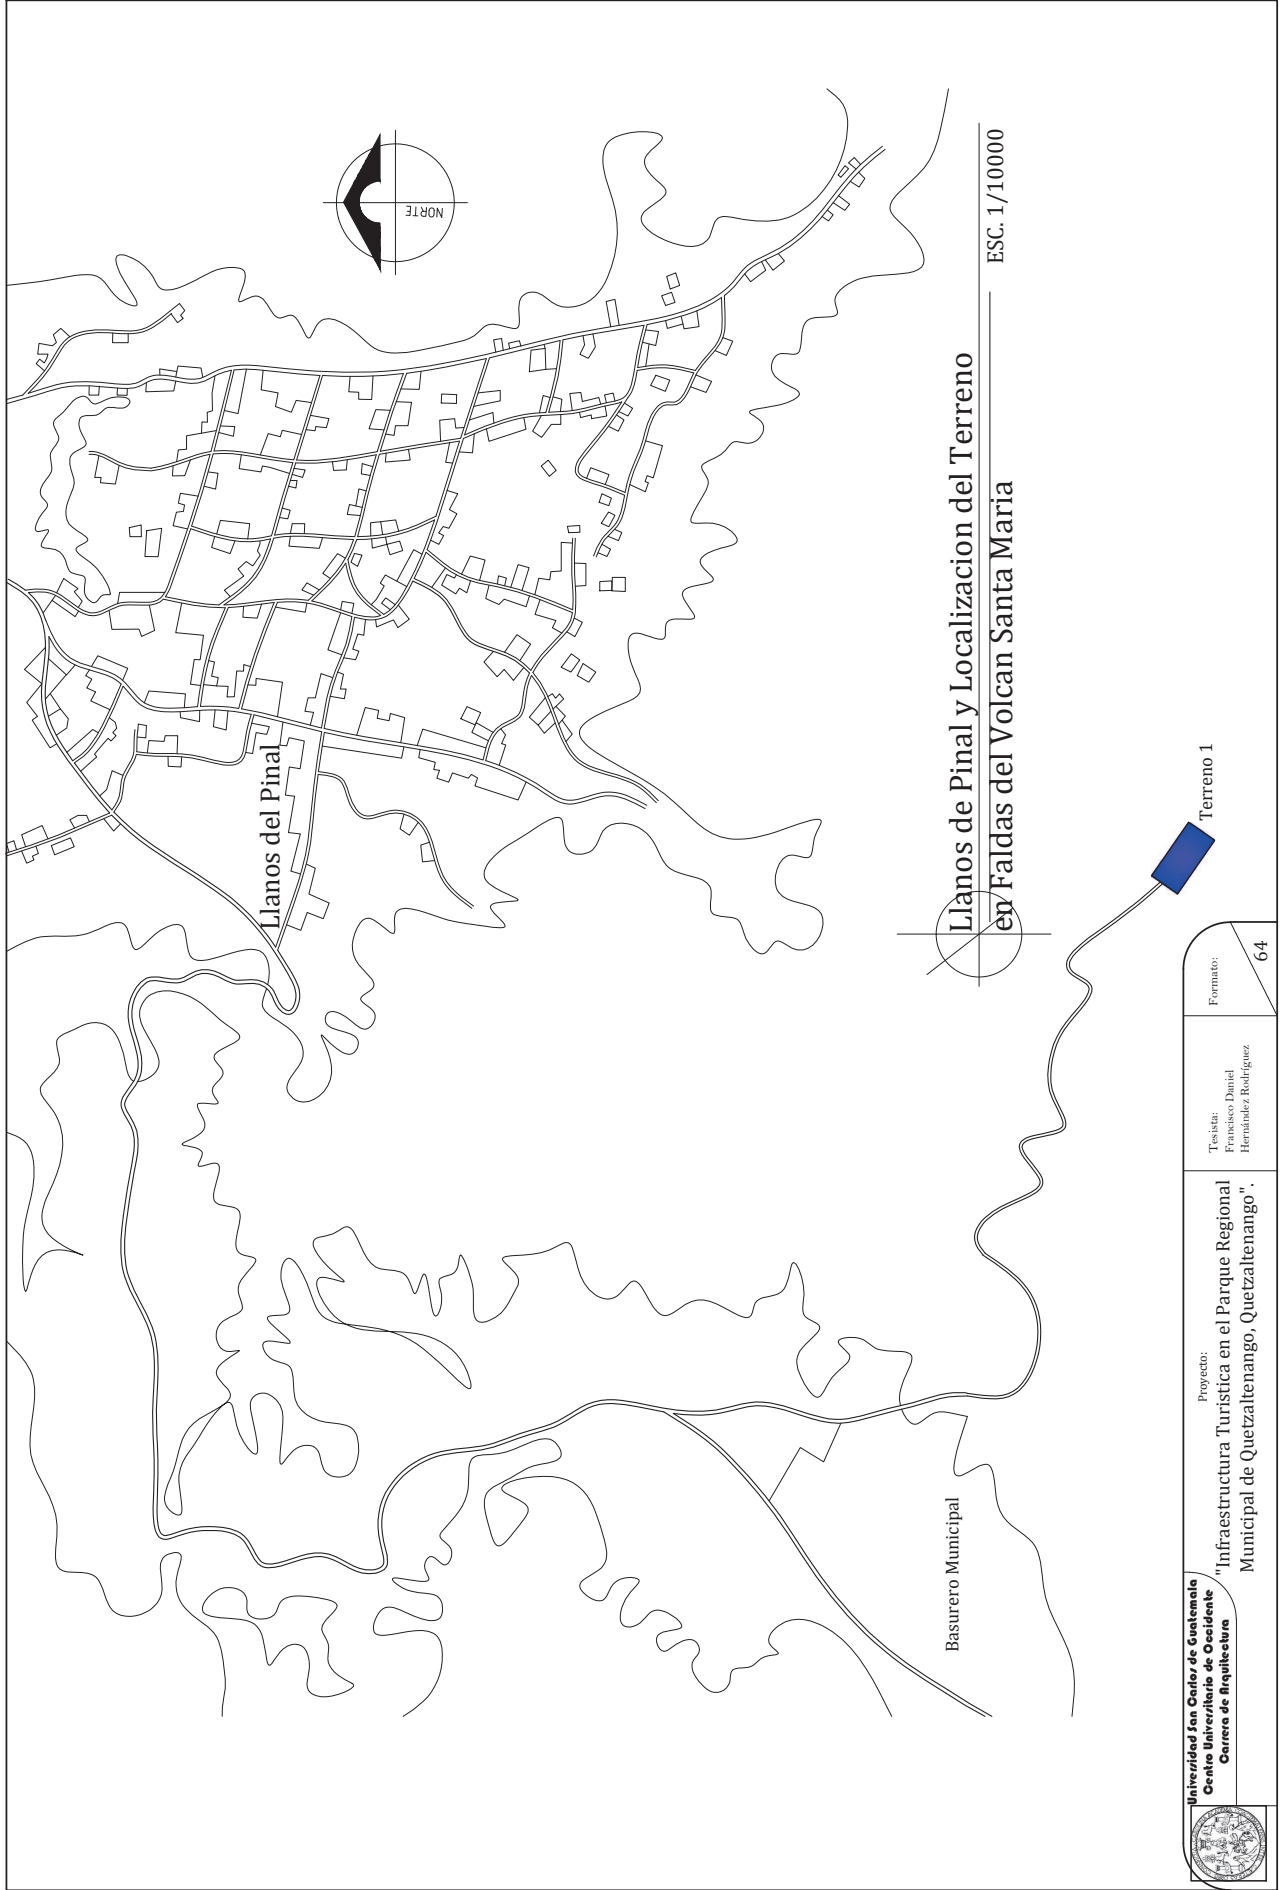 NORTE
Llanos del Pinal
Llanos de Pinal y Localizacion del Terreno
en Faldas del Volcan Santa Maria
ESC. 1/10000
Terreno 1
Basurero Municipal
Universidad San Carlos de Guatemala
Centro Universitario de Occidente
Carrera de Arquitectura
Proyecto:
"Infraestructura Turistica en el Parque Regional
Municipal de Quetzaltenango, Quetzaltenango".
Tesista:
Francisco Daniel
Hernández Rodríguez
Formato:
64